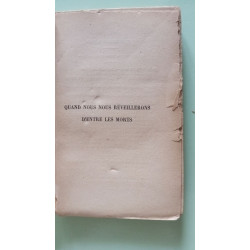 QUAND NOUS NOUS RÉVEILLERONS
D'ENTRE LES MORTS